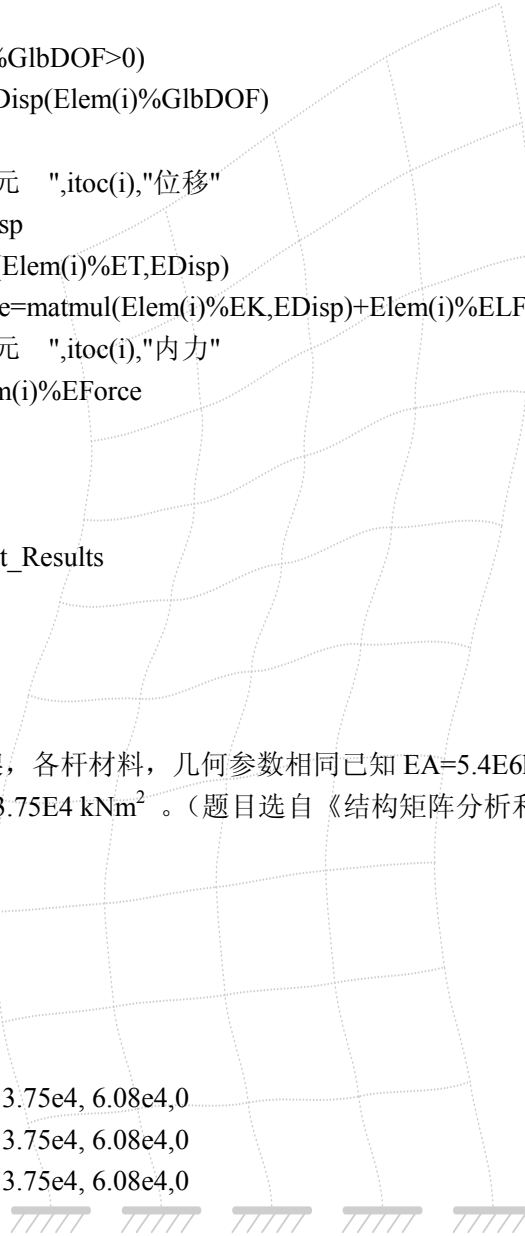 %GlbDOF>0)
Disp(Elem(i)%GlbDOF)
元 ",itoc(i),"位移"
sp
(Elem(i)%ET,EDisp)
e=matmul(Elem(i)%EK,EDisp)+Elem(i)%ELF
元 ",itoc(i),"内力"
m(i)%EForce
t_Results
，各杆材料，几何参数相同已知 EA=5.4E6
3.75E4 kNm² 。（题目选自《结构矩阵分析
3.75e4, 6.08e4,0
3.75e4, 6.08e4,0
3.75e4, 6.08e4,0